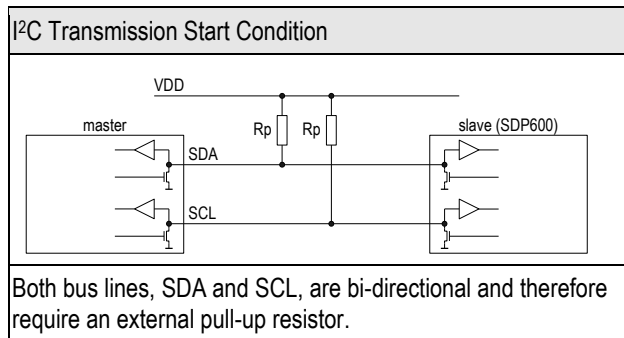 I²C Transmission Start Condition
VDD
master
Rp
Rp
slave (SDP600)
SDA
SCL
Both bus lines, SDA and SCL, are bi-directional and therefore
require an external pull-up resistor.